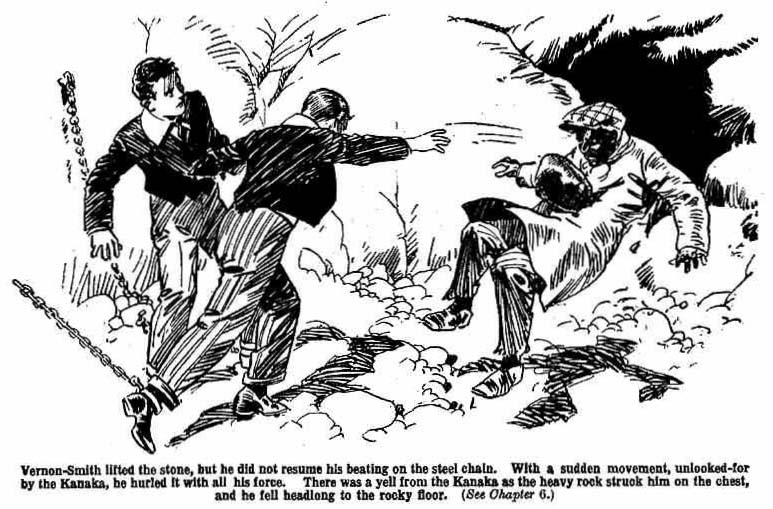 Vernon-Smith lifted the stone, but he did not resume his beating on the steel chain. With a sudden movement, unlooked-for
by the Kanaka, he hurled it with all his force. There was a yell from the Kanaka as the heavy rock struck him on the chest,
and he fell headlong to the rocky floor. (See Chapter 6.)